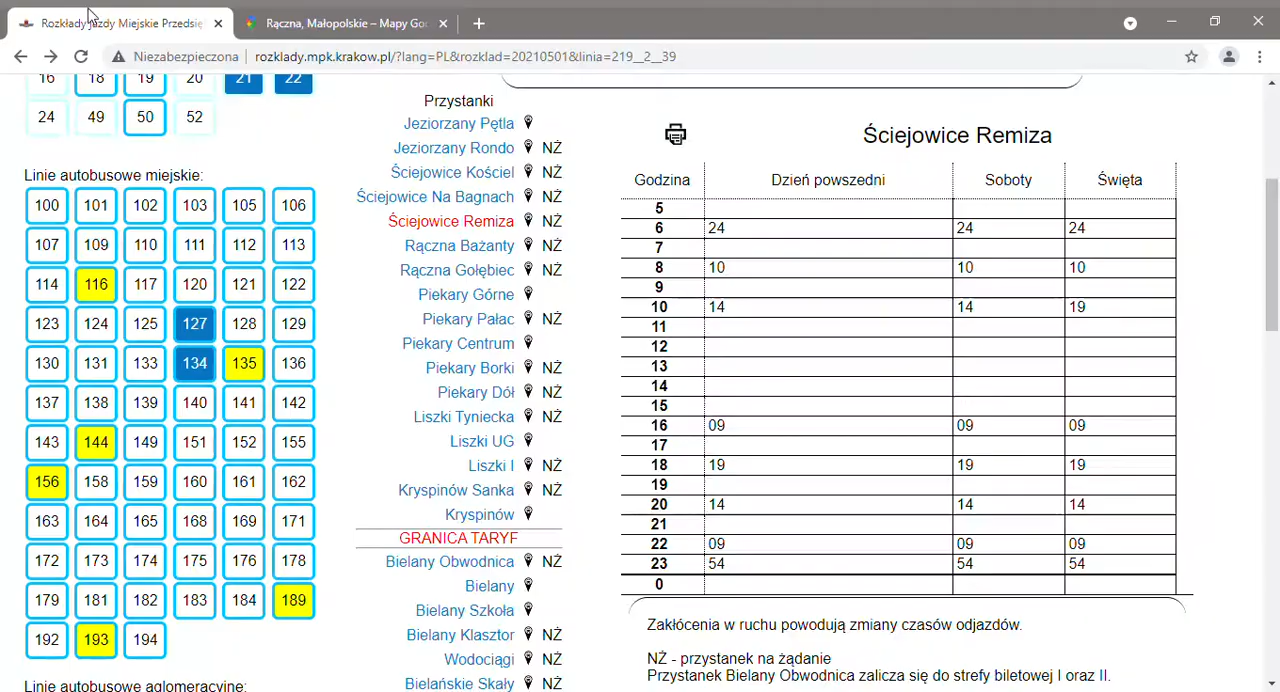 Rozkłady Jazdy Miejskie Przedsię
Rączna, Małopolskie – Mapy Go
Niezabezpieczona
rozklady.mpk.krakow.pl/?lang=PL&rozklad=20210501&linia=219__2__39
16 18 19 20 21 22
24 49 50 52
Linie autobusowe miejskie:
100 101 102 103 105 106
107 109 110 111 112 113
114 116 117 120 121 122
123 124 125 127 128 129
130 131 133 134 135 136
137 138 139 140 141 142
143 144 149 151 152 155
156 158 159 160 161 162
163 164 165 168 169 171
172 173 174 175 176 178
179 181 182 183 184 189
192 193 194
Linie autobusowe aglomeracyjne:
Przystanki
Jeziorzany Pętla
Jeziorzany Rondo NŻ
Ściejowice Kościel NŻ
Ściejowice Na Bagnach NŻ
Ściejowice Remiza NŻ
Rączna Bażanty NŻ
Rączna Gołębiec NŻ
Piekary Górne
Piekary Pałac NŻ
Piekary Centrum
Piekary Borki NŻ
Piekary Dół NŻ
Liszki Tyniecka NŻ
Liszki UG
Liszki I NŻ
Kryspinów Sanka NŻ
Kryspinów
GRANICA TARYF
Bielany Obwodnica NŻ
Bielany
Bielany Szkoła
Bielany Klasztor NŻ
Wodociągi NŻ
Bielańskie Skały NŻ
Ściejowice Remiza
Godzina Dzień powszedni Soboty Święta
5
6 24 24 24
7
8 10 10 10
9
10 14 14 19
11
12
13
14
15
16 09 09 09
17
18 19 19 19
19
20 14 14 14
21
22 09 09 09
23 54 54 54
0
Zakłócenia w ruchu powodują zmiany czasów odjazdów.
NŻ - przystanek na żądanie
Przystanek Bielany Obwodnica zalicza się do strefy biletowej I oraz II.